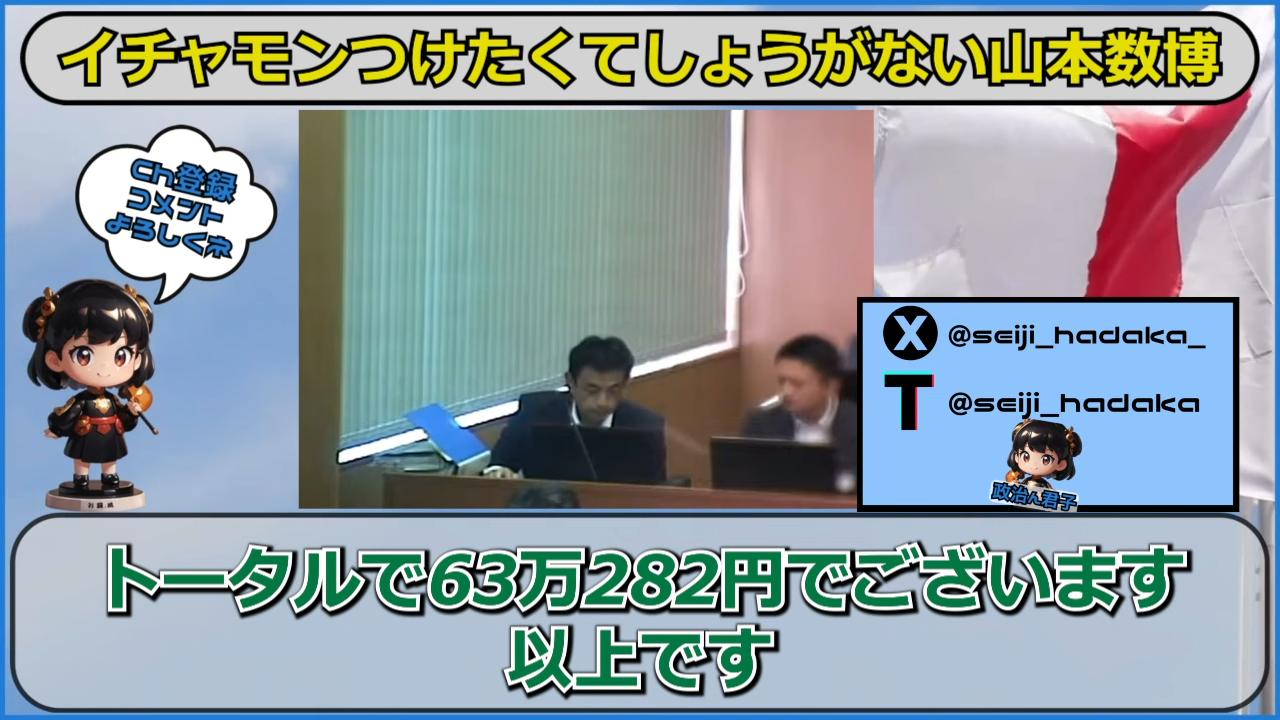 イチャモンつけたくてしょうがない山本数博
Ch登録
コメント
よろしくネ
X @seiji_hadaka_
T @seiji_hadaka
政治ん君子
トータルで63万282円でございます
以上です